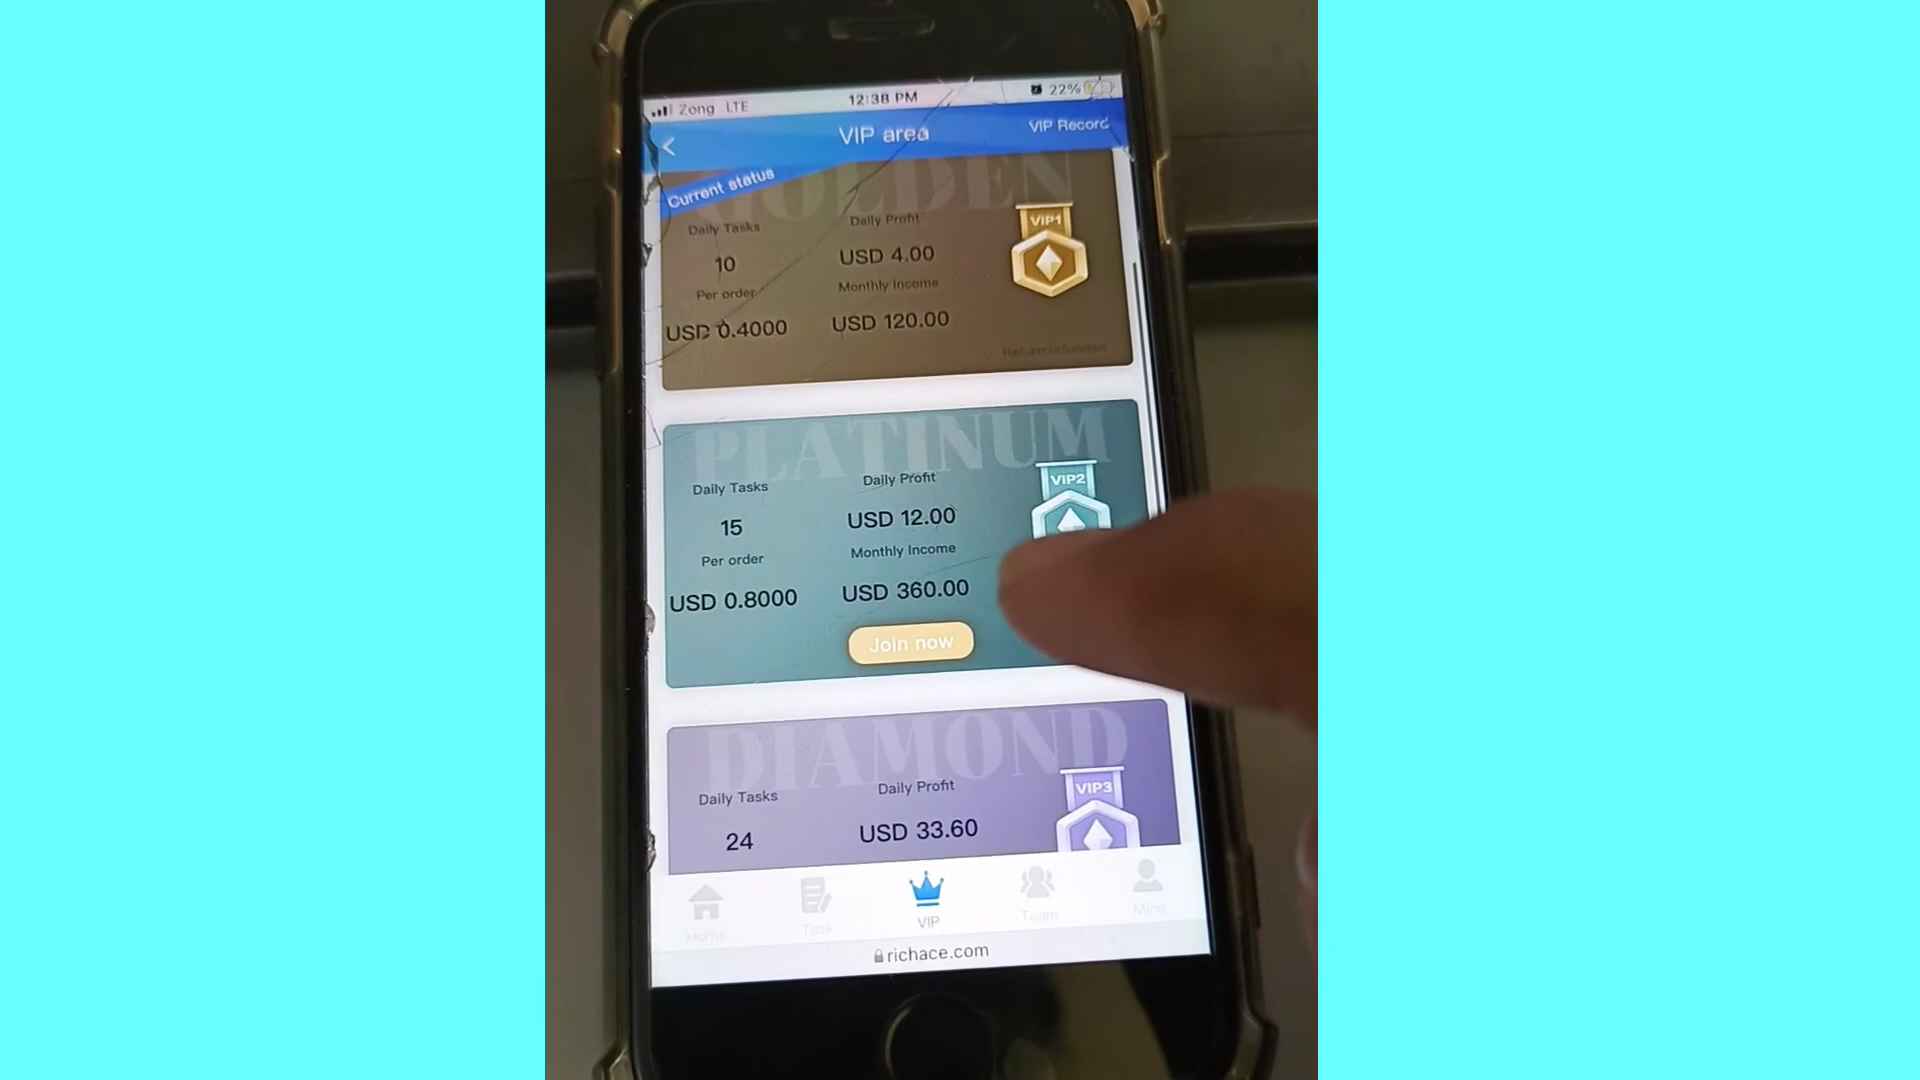 Zong LTE 12:38 PM 22%
< VIP area VIP Record
GOLDEN
Current status
Daily Tasks Daily Profit VIP1
10 USD 4.00
Per order Monthly Income
USD 0.4000 USD 120.00
Return refunded
PLATINUM
Daily Tasks Daily Profit VIP2
15 USD 12.00
Per order Monthly Income
USD 0.8000 USD 360.00
Join now
DIAMOND
Daily Tasks Daily Profit VIP3
24 USD 33.60
Home Task VIP Team Mine
richace.com